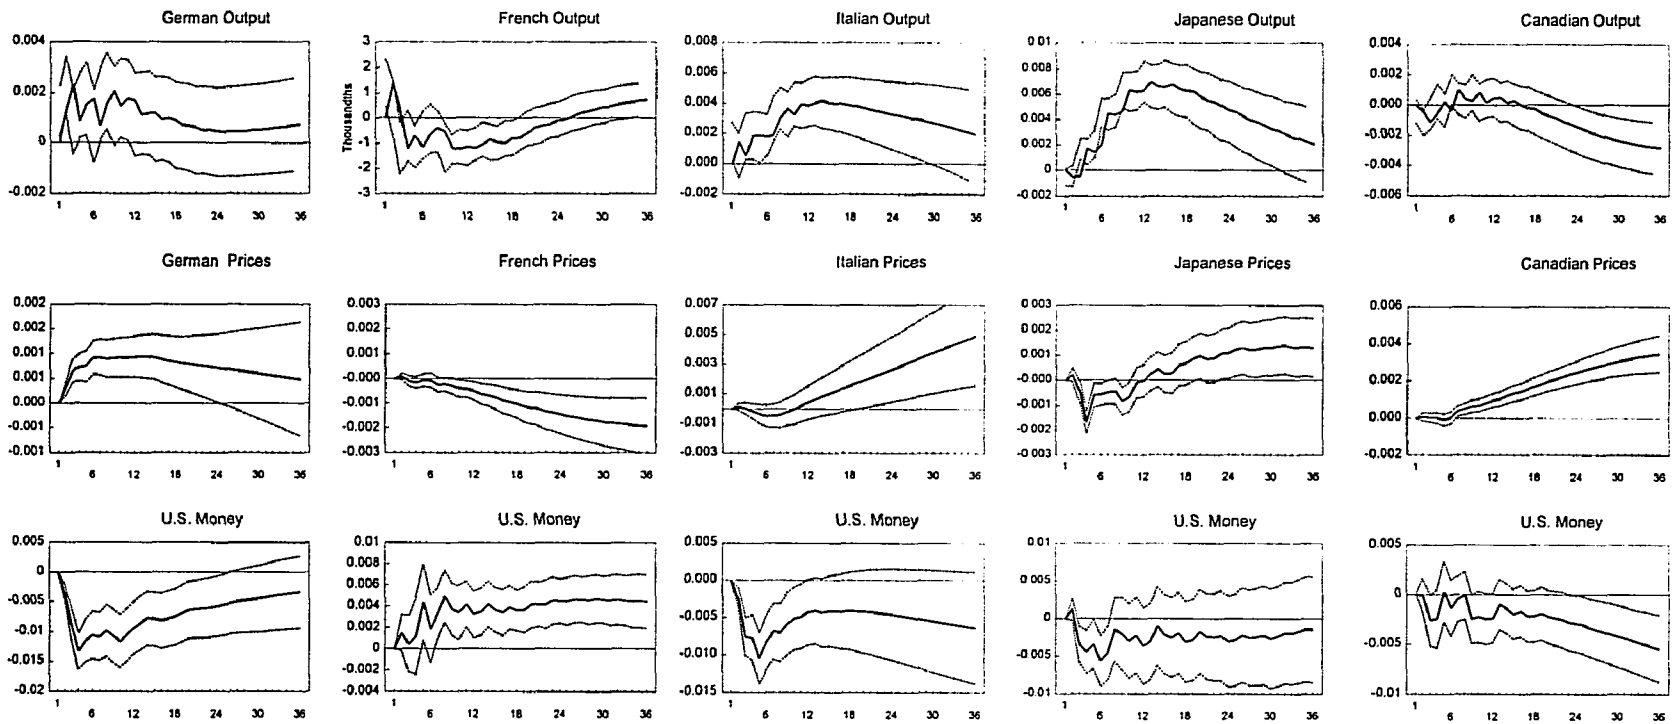 German Output
0.004
0.002
0
-0.002
1 6 12 18 24 30 36
French Output
Thousandths
3
2
1
0
-1
-2
-3
1 6 12 18 24 30 36
Italian Output
0.008
0.006
0.004
0.002
0.000
-0.002
1 6 12 18 24 30 36
Japanese Output
0.01
0.008
0.006
0.004
0.002
0
-0.002
1 6 12 18 24 30 36
Canadian Output
0.004
0.002
0.000
-0.002
-0.004
-0.006
1 6 12 18 24 30 36
German Prices
0.002
0.002
0.001
0.001
0.000
-0.001
-0.001
1 6 12 18 24 30 36
French Prices
0.003
0.002
0.001
-0.000
-0.001
-0.002
-0.003
1 6 12 18 24 30 36
Italian Prices
0.007
0.005
0.003
0.001
-0.001
-0.003
1 6 12 18 24 30 36
Japanese Prices
0.003
0.002
0.001
-0.000
-0.001
-0.002
-0.003
1 6 12 18 24 30 36
Canadian Prices
0.006
0.004
0.002
0.000
-0.002
1 6 12 18 24 30 36
U.S. Money
0.005
0
-0.005
-0.01
-0.015
-0.02
1 6 12 18 24 30 36
U.S. Money
0.01
0.008
0.006
0.004
0.002
0
-0.002
-0.004
1 6 12 18 24 30 36
U.S. Money
0.005
0.000
-0.005
-0.010
-0.015
1 6 12 18 24 30 36
U.S. Money
0.01
0.005
0
-0.005
-0.01
1 6 12 18 24 30 36
U.S. Money
0.005
0
-0.005
-0.01
1 6 12 18 24 30 36